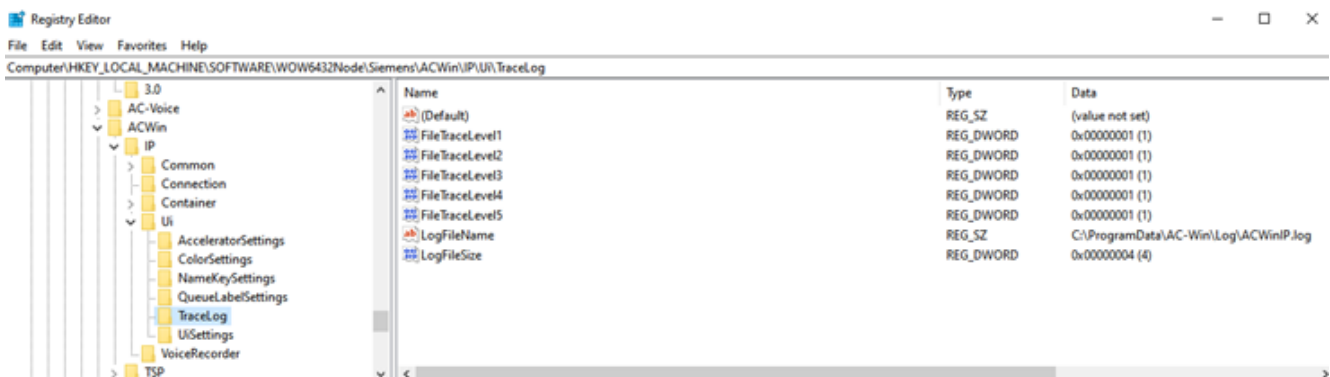 Registry Editor
File Edit View Favorites Help
Computer\HKEY_LOCAL_MACHINE\SOFTWARE\WOW6432Node\Siemens\ACWin\IP\Ui\TraceLog
3.0
AC-Voice
ACWin
IP
Common
Connection
Container
Ui
AcceleratorSettings
ColorSettings
NameKeySettings
QueueLabelSettings
TraceLog
UiSettings
VoiceRecorder
TSP
Name Type Data
(Default) REG_SZ (value not set)
FileTraceLevel1 REG_DWORD 0x00000001 (1)
FileTraceLevel2 REG_DWORD 0x00000001 (1)
FileTraceLevel3 REG_DWORD 0x00000001 (1)
FileTraceLevel4 REG_DWORD 0x00000001 (1)
FileTraceLevel5 REG_DWORD 0x00000001 (1)
LogFileName REG_SZ C:\ProgramData\AC-Win\Log\ACWinIP.log
LogFileSize REG_DWORD 0x00000004 (4)